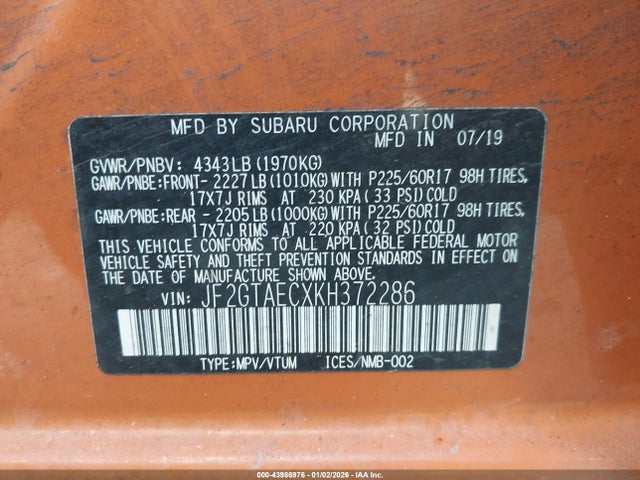 MFD BY SUBARU CORPORATION
MFD IN 07/19
GVWR/PNBV: 4343LB (1970KG)
GAWR/PNBE:FRONT- 2227LB (1010KG) WITH P225/60R17 98H TIRES,
17X7J RIMS AT 230 KPA ( 33 PSI) COLD
GAWR/PNBE:REAR - 2205LB (1000KG) WITH P225/60R17 98H TIRES,
17X7J RIMS AT 220 KPA ( 32 PSI) COLD
THIS VEHICLE CONFORMS TO ALL APPLICABLE FEDERAL MOTOR
VEHICLE SAFETY AND THEFT PREVENTION STANDARDS IN EFFECT ON
THE DATE OF MANUFACTURE SHOWN ABOVE.
VIN: JF2GTAECXKH372286
TYPE:MPV/VTUM ICES/NMB-002
000-43986976 - 01/02/2026 - IAA, Inc.